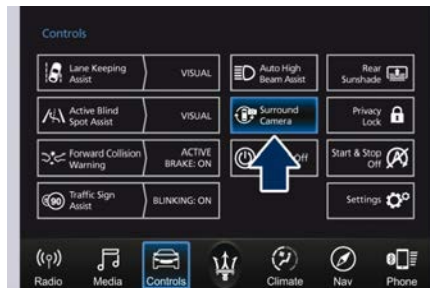 Controls
Lane Keeping
Assist
VISUAL
Auto High
Beam Assist
Rear
Sunshade
Active Blind
Spot Assist
VISUAL
Surround
Camera
Privacy
Lock
Forward Collision
Warning
ACTIVE
BRAKE: ON
Off
Start & Stop
Off
90
Traffic Sign
Assist
BLINKING: ON
Settings
Radio
Media
Controls
Climate
Nav
Phone